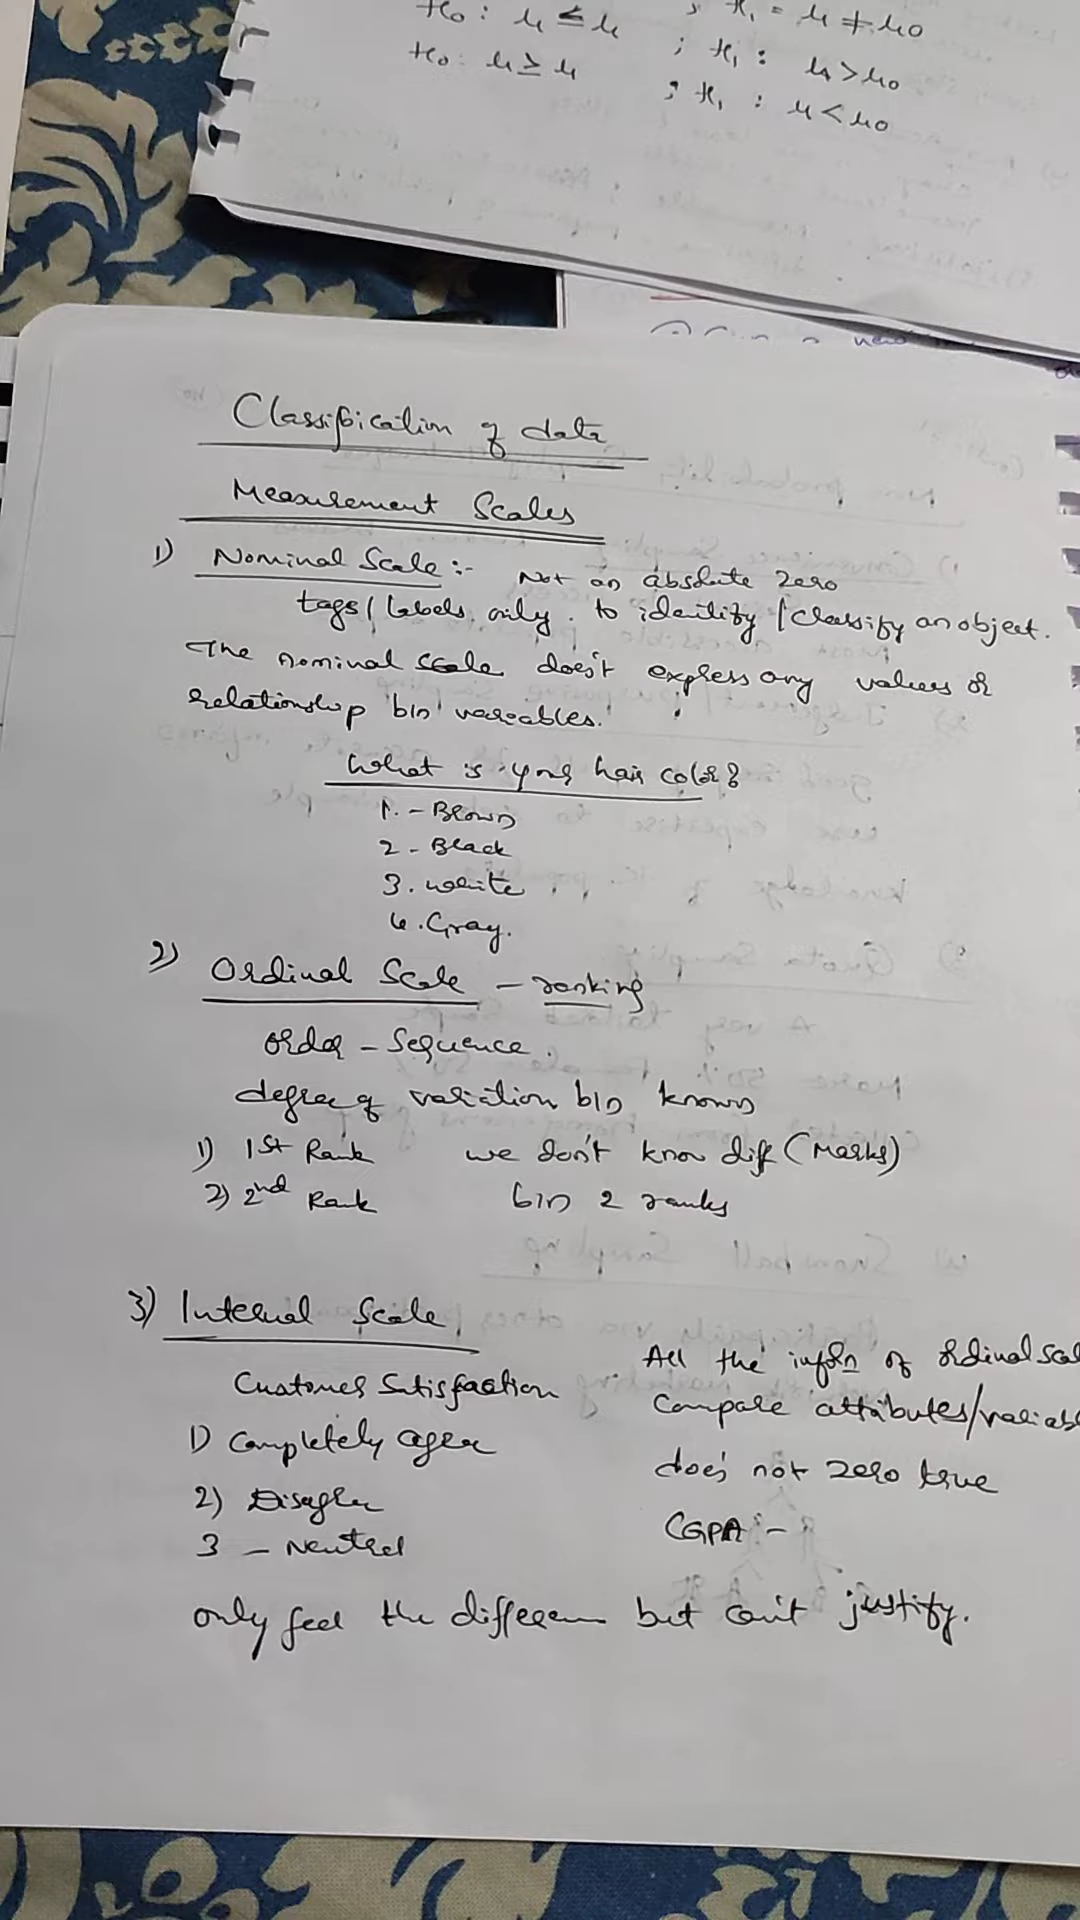 H₀ : μ ≤ μ ; H₁ = μ ≠ μ0
H₀ : μ ≥ μ ; H₁ : μ > μ0
; H₁ : μ < μ0
Classification of data
Measurement Scales
1) Nominal Scale :- Not an absolute zero
tags/labels only. to identify/classify an object.
The nominal scale does't express any values or
relationship b/n variables.
What is your hair color?
1. - Brown
2 - Black
3. white
4. Gray.
2) Ordinal Scale - ranking
order - Sequence.
degree of variation b/n known
1) 1st Rank we don't know diff (Marks)
2) 2nd Rank b/n 2 ranks
3) Interval Scale
All the infon of ordinal scal
Customer Satisfaction Compare attributes/variabl
1) Completely agree does not zero true
2) Disagree
CGPA :-
3 - Neutral
only feel the difference but can't justify.